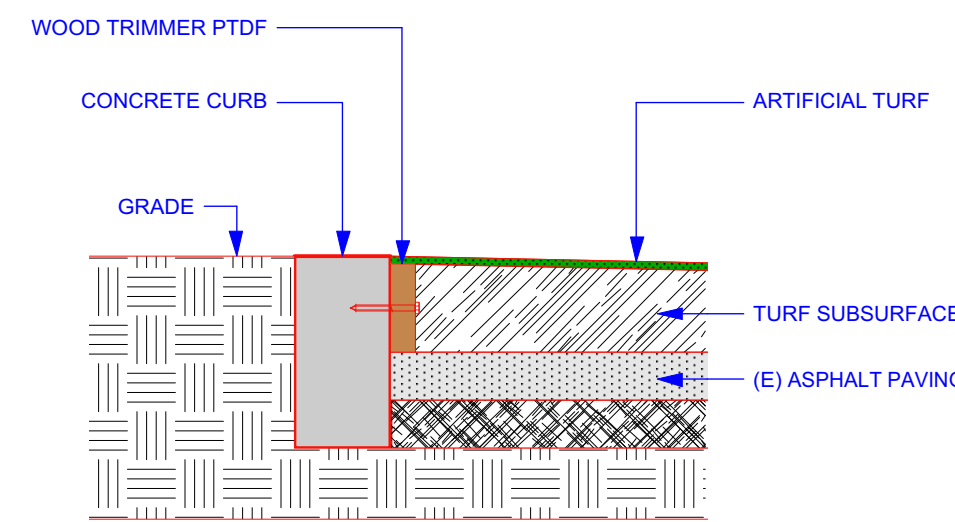 WOOD TRIMMER PTDF
CONCRETE CURB
ARTIFICIAL TURF
GRADE
TURF SUBSURFACE
(E) ASPHALT PAVING